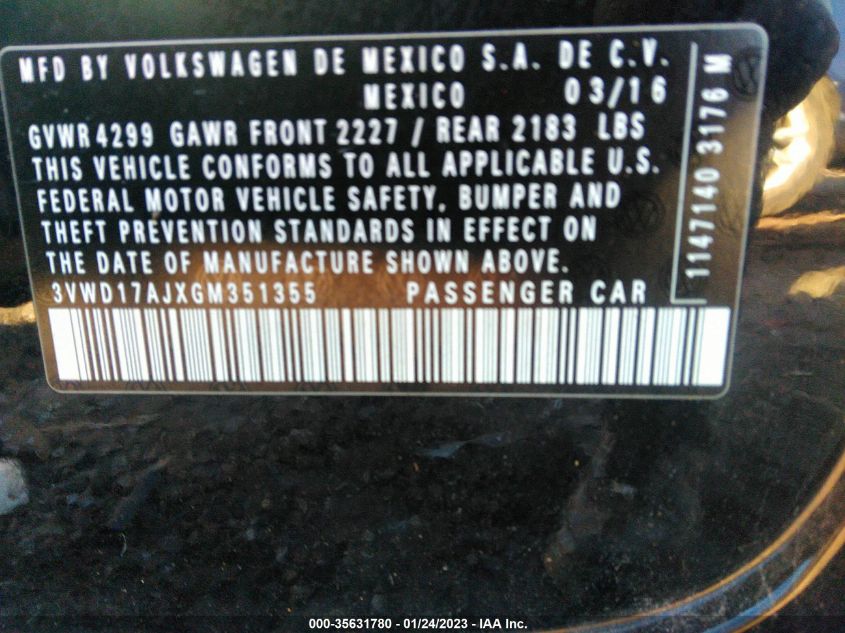 MFD BY VOLKSWAGEN DE MEXICO S.A. DE C.V.
MEXICO 03/16
GVWR 4299 GAWR FRONT 2227 / REAR 2183 LBS
THIS VEHICLE CONFORMS TO ALL APPLICABLE U.S.
FEDERAL MOTOR VEHICLE SAFETY, BUMPER AND
THEFT PREVENTION STANDARDS IN EFFECT ON
THE DATE OF MANUFACTURE SHOWN ABOVE.
3VWD17AJXGM351355 PASSENGER CAR
1147140 3176 M
000-35631780 - 01/24/2023 - IAA Inc.